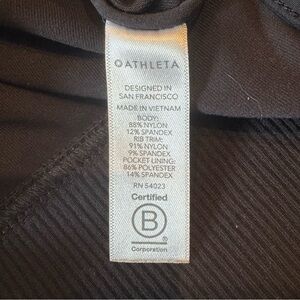 ATHLETA
DESIGNED IN
SAN FRANCISCO
MADE IN VIETNAM
BODY:
88% NYLON
12% SPANDEX
RIB TRIM:
91% NYLON
9% SPANDEX
POCKET LINING:
86% POLYESTER
14% SPANDEX
RN 54023
Certified
B
®
Corporation